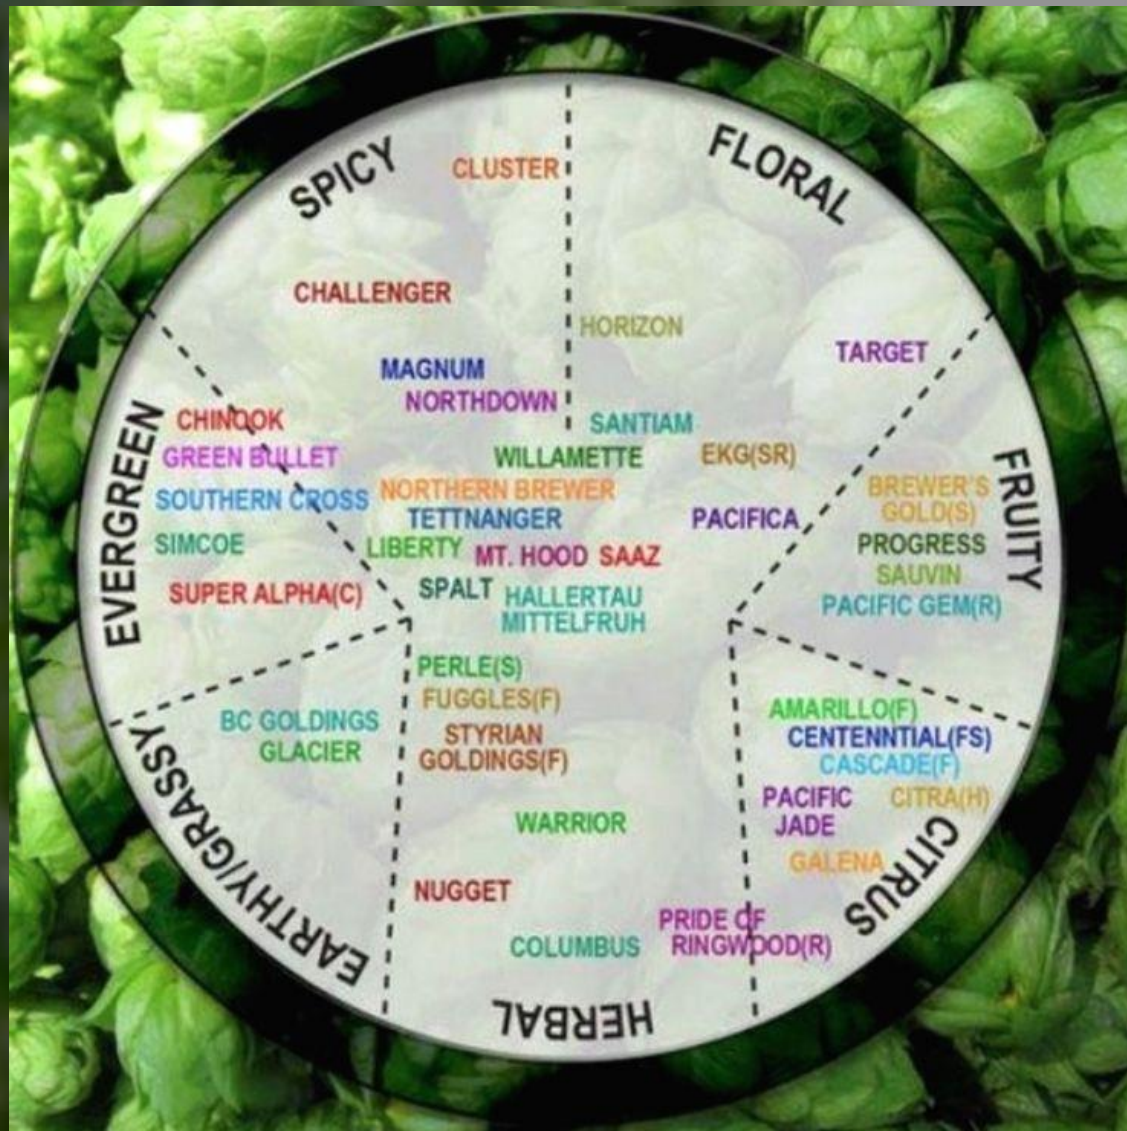 SPICY
FLORAL
CLUSTER
CHALLENGER
HORIZON
TARGET
MAGNUM
NORTHDOWN
SANTIAM
CHINOOK
GREEN BULLET
WILLAMETTE
EKG(SR)
EVERGREEN
FRUITY
SOUTHERN CROSS
NORTHERN BREWER
BREWER'S
GOLD(S)
TETTNANGER
PACIFICA
SIMCOE
LIBERTY
MT. HOOD
SAAZ
PROGRESS
SAUVIN
SUPER ALPHA(C)
SPALT
HALLERTAU
MITTELFRUH
PACIFIC GEM(R)
PERLE(S)
FUGGLES(F)
STYRIAN
GOLDINGS(F)
BC GOLDINGS
GLACIER
AMARILLO(F)
CENTENNTIAL(FS)
CASCADE(F)
PACIFIC
JADE
CITRA(H)
GALENA
WARRIOR
NUGGET
COLUMBUS
PRIDE OF
RINGWOOD(R)
EARTHY/GRASSY
HERBAL
CITRUS